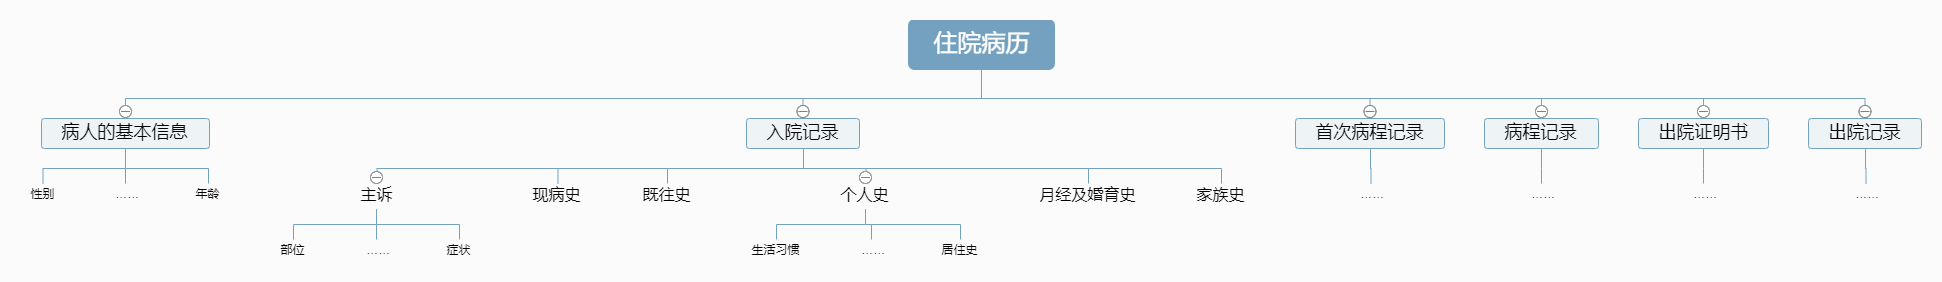 住院病历
病人的基本信息
入院记录
首次病程记录
病程记录
出院证明书
出院记录
性别
……
年龄
主诉
现病史
既往史
个人史
月经及婚育史
家族史
……
……
……
……
部位
……
症状
生活习惯
……
居住史